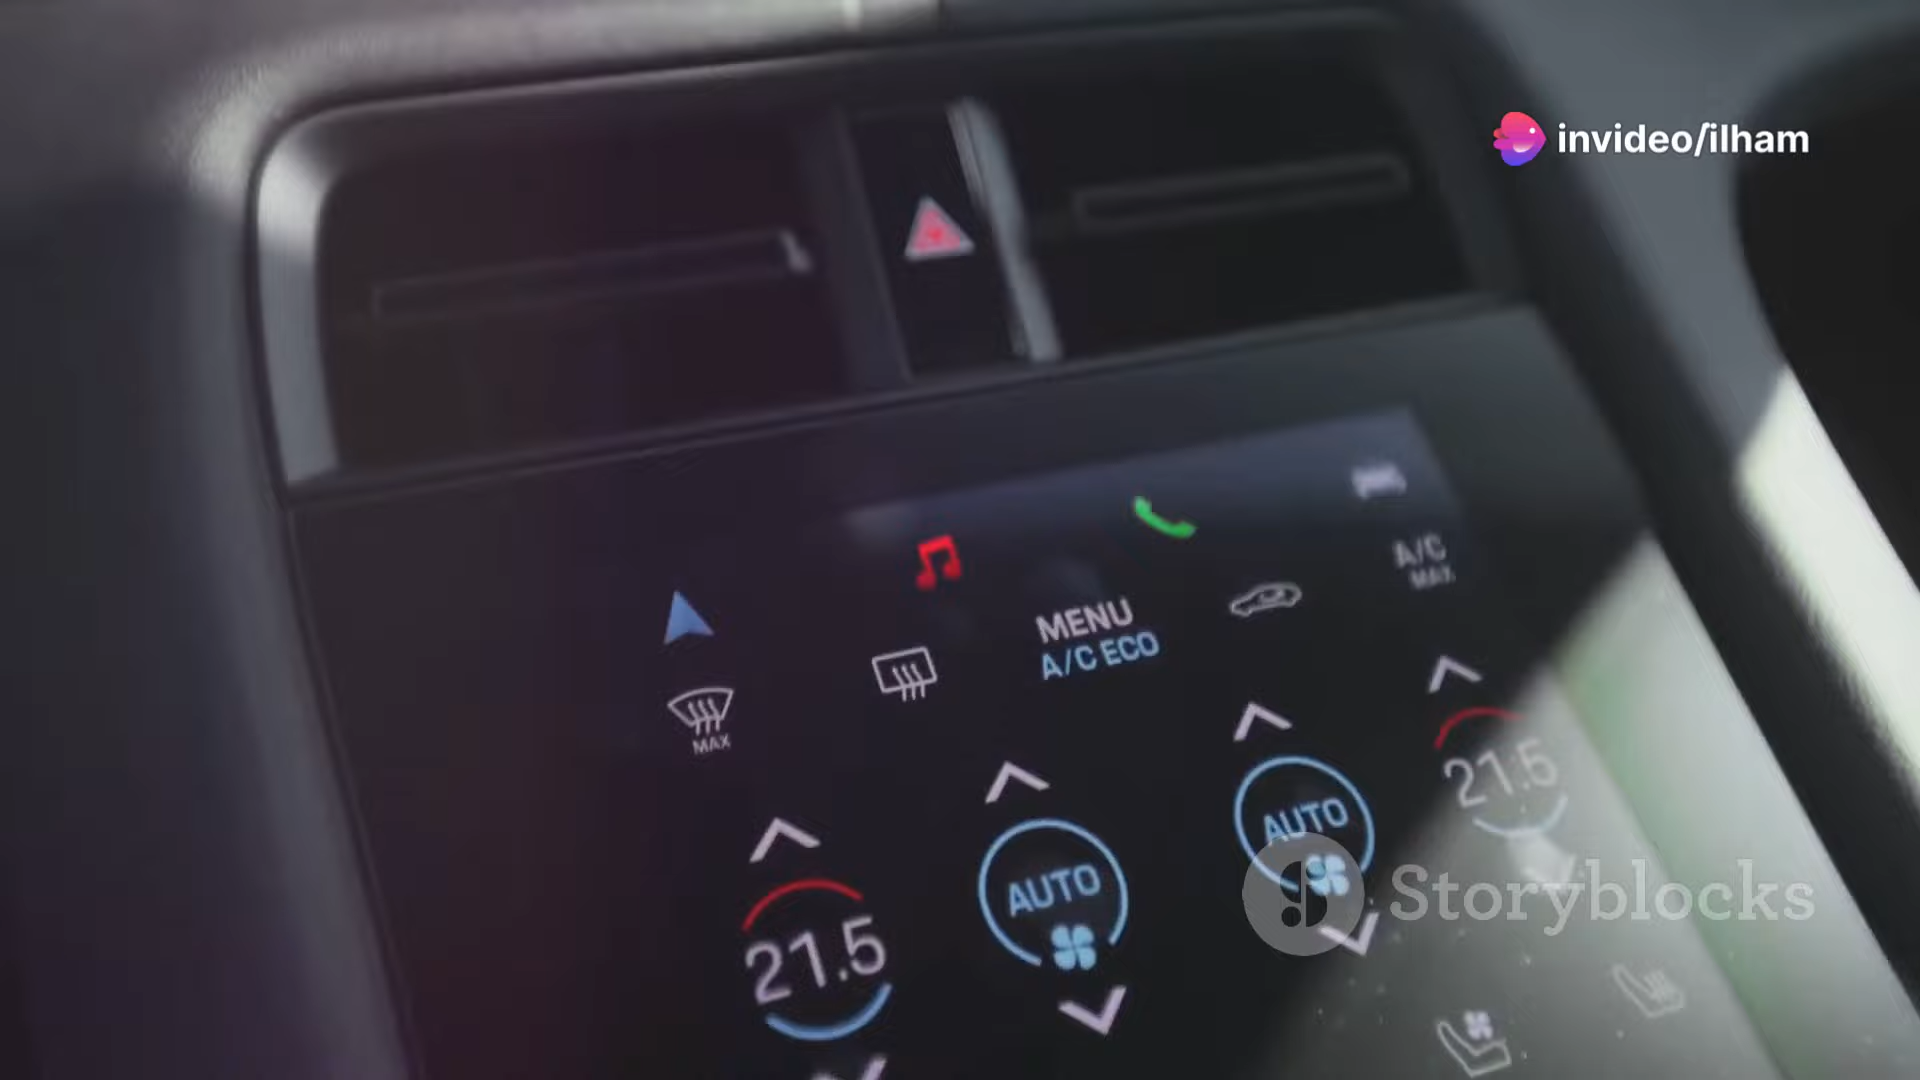 invideo/ilham
A/C
MAX
MENU
A/C ECO
MAX
21.5
AUTO
AUTO
21.5
Storyblocks